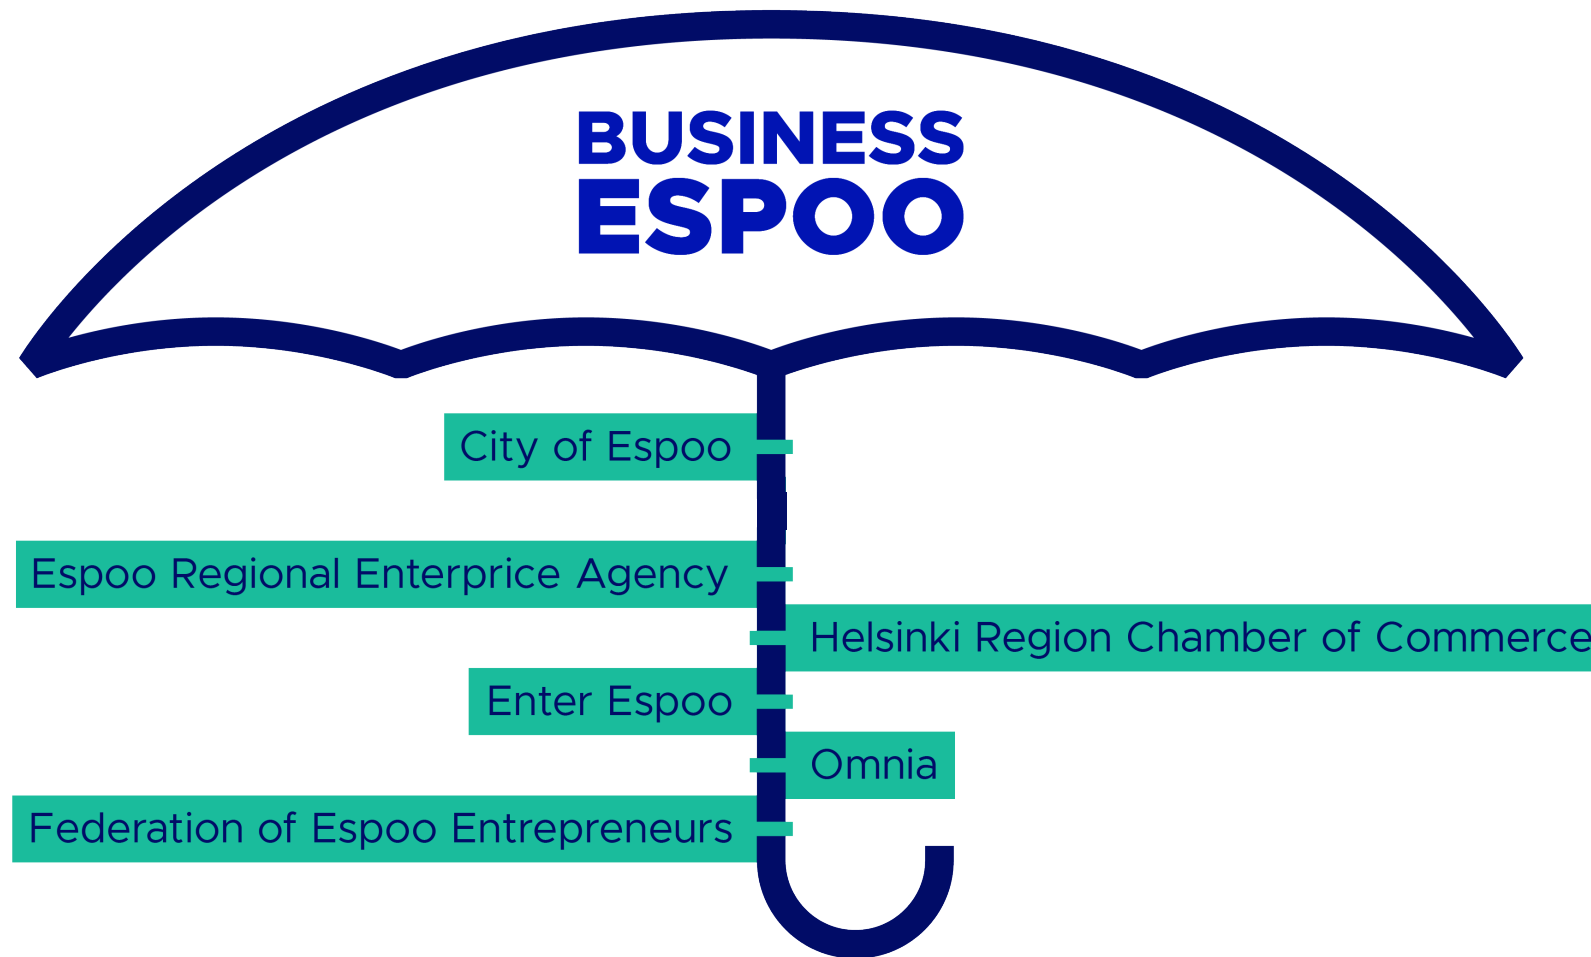 BUSINESS
ESPOO
City of Espoo
Espoo Regional Enterprice Agency
Helsinki Region Chamber of Commerce
Enter Espoo
Omnia
Federation of Espoo Entrepreneurs